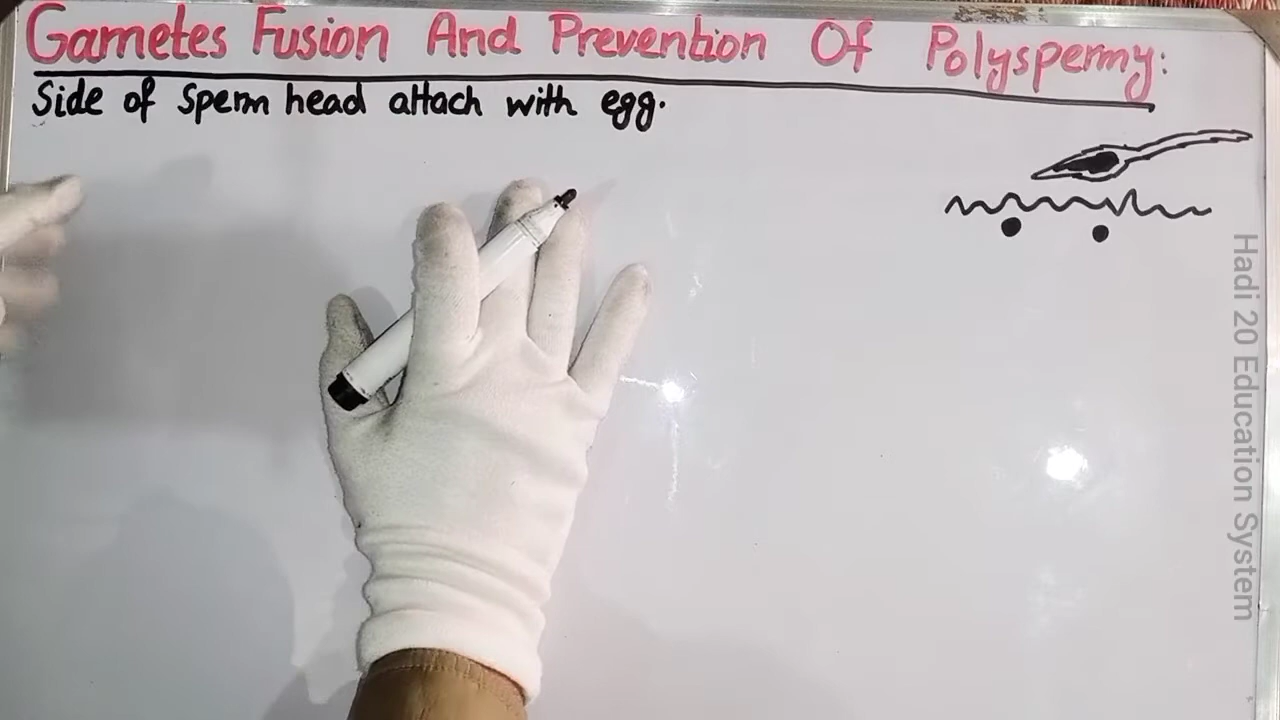 Gametes Fusion And Prevention Of Polyspermy:
Side of sperm head attach with egg.
Hadi 20 Education System